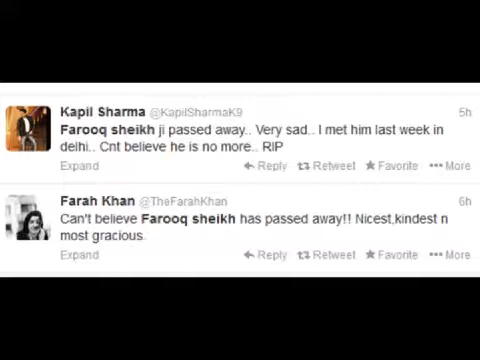 Kapil Sharma @KapilSharmaK9 5h
Farooq sheikh ji passed away.. Very sad.. I met him last week in
delhi.. Cnt believe he is no more.. RIP
Expand Reply Retweet Favorite More
Farah Khan @TheFarahKhan 6h
Can't believe Farooq sheikh has passed away!! Nicest,kindest n
most gracious.
Expand Reply Retweet Favorite More